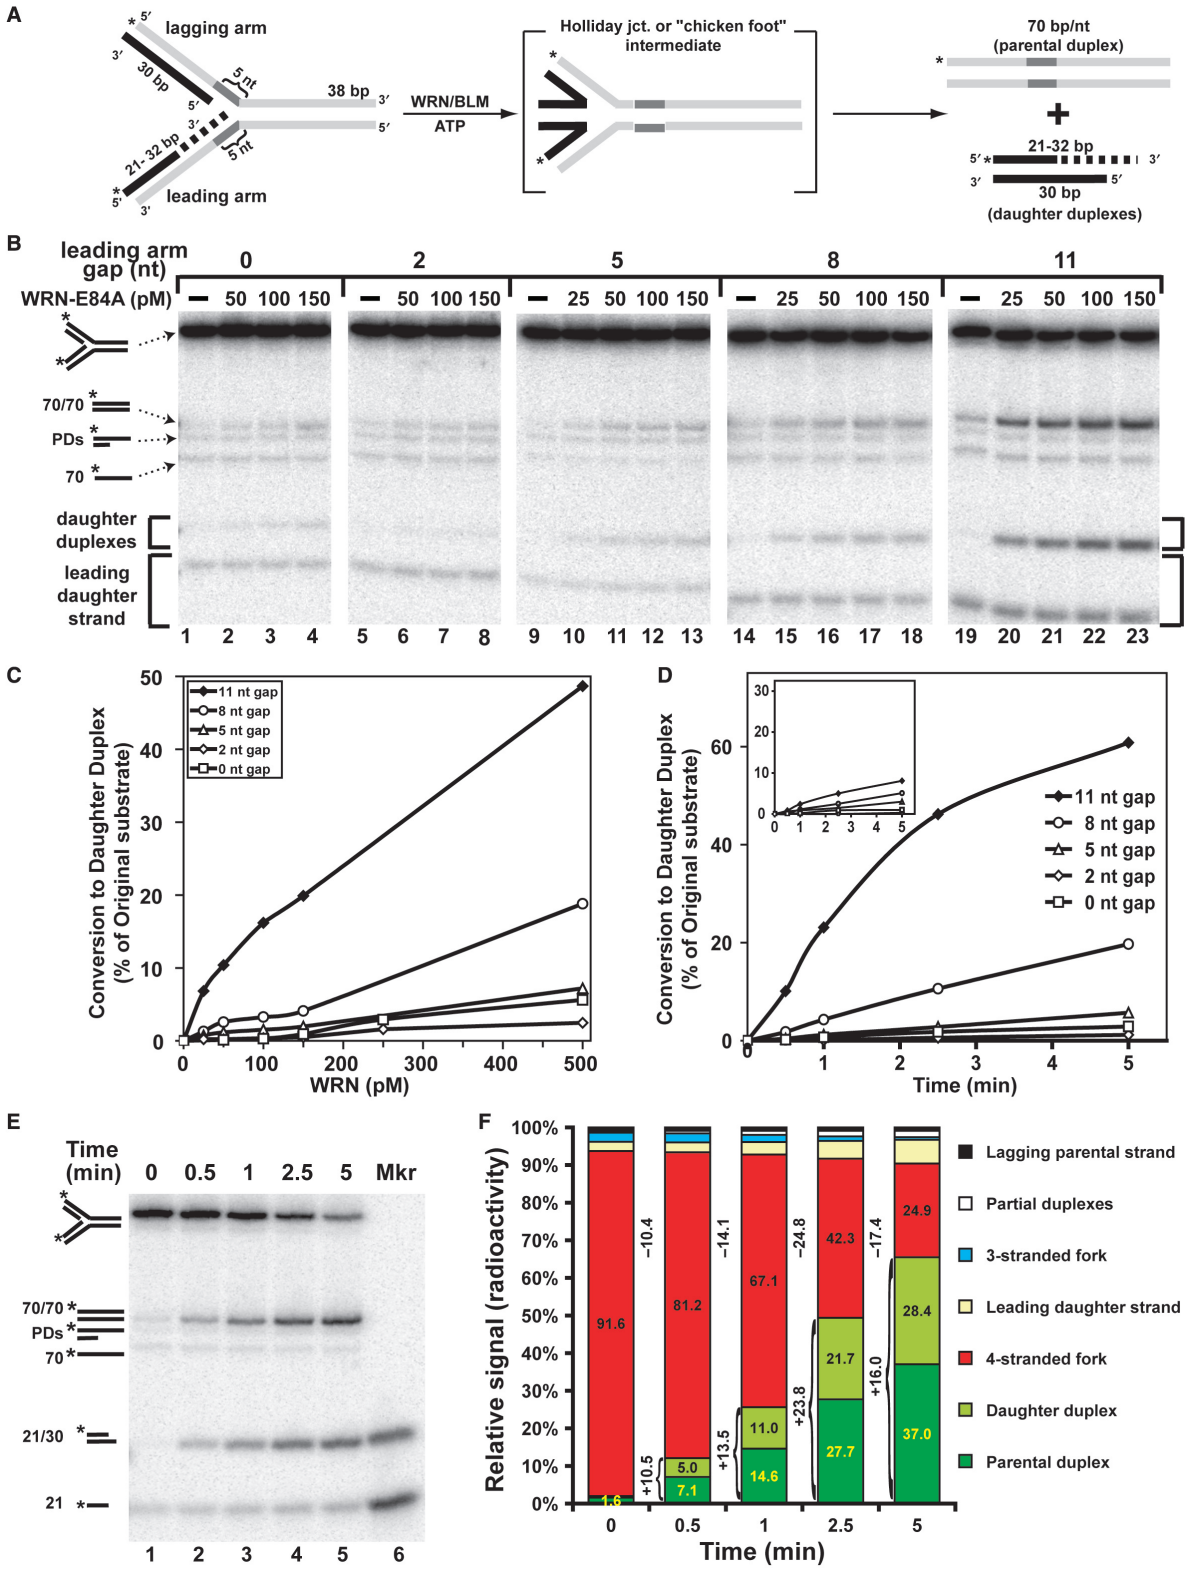 A
* 5′
lagging arm
3′
30 bp
5 nt
38 bp 3′
5′
3′
5′
21- 32 bp
5 nt
*
5′
3′
leading arm
WRN/BLM
ATP
Holliday jct. or "chicken foot"
intermediate
*
*
70 bp/nt
(parental duplex)
*
+
21-32 bp
5′ * 3′
3′ 5′
30 bp
(daughter duplexes)
B
leading arm
gap (nt)
0 2 5 8 11
WRN-E84A (pM) – 50 100 150 – 50 100 150 – 25 50 100 150 – 25 50 100 150 – 25 50 100 150
*
*
70/70 *
PDs *
70 *
daughter
duplexes
leading
daughter
strand
1 2 3 4 5 6 7 8 9 10 11 12 13 14 15 16 17 18 19 20 21 22 23
C
Conversion to Daughter Duplex
(% of Original substrate)
50
40
30
20
10
0
11 nt gap
8 nt gap
5 nt gap
2 nt gap
0 nt gap
0 100 200 300 400 500
WRN (pM)
D
Conversion to Daughter Duplex
(% of Original substrate)
60
40
20
0
30
20
10
0
0 1 2 3 4 5
11 nt gap
8 nt gap
5 nt gap
2 nt gap
0 nt gap
0 1 2 3 4 5
Time (min)
E
Time
(min) 0 0.5 1 2.5 5 Mkr
*
*
70/70 *
PDs *
70 *
21/30 *
21 *
1 2 3 4 5 6
F
Relative signal (radioactivity)
100%
90%
80%
70%
60%
50%
40%
30%
20%
10%
0%
91.6
1.6
–10.4
+10.5
81.2
5.0
7.1
–14.1
+13.5
67.1
11.0
14.6
–24.8
+23.8
42.3
21.7
27.7
–17.4
+16.0
24.9
28.4
37.0
0 0.5 1 2.5 5
Time (min)
Lagging parental strand
Partial duplexes
3-stranded fork
Leading daughter strand
4-stranded fork
Daughter duplex
Parental duplex